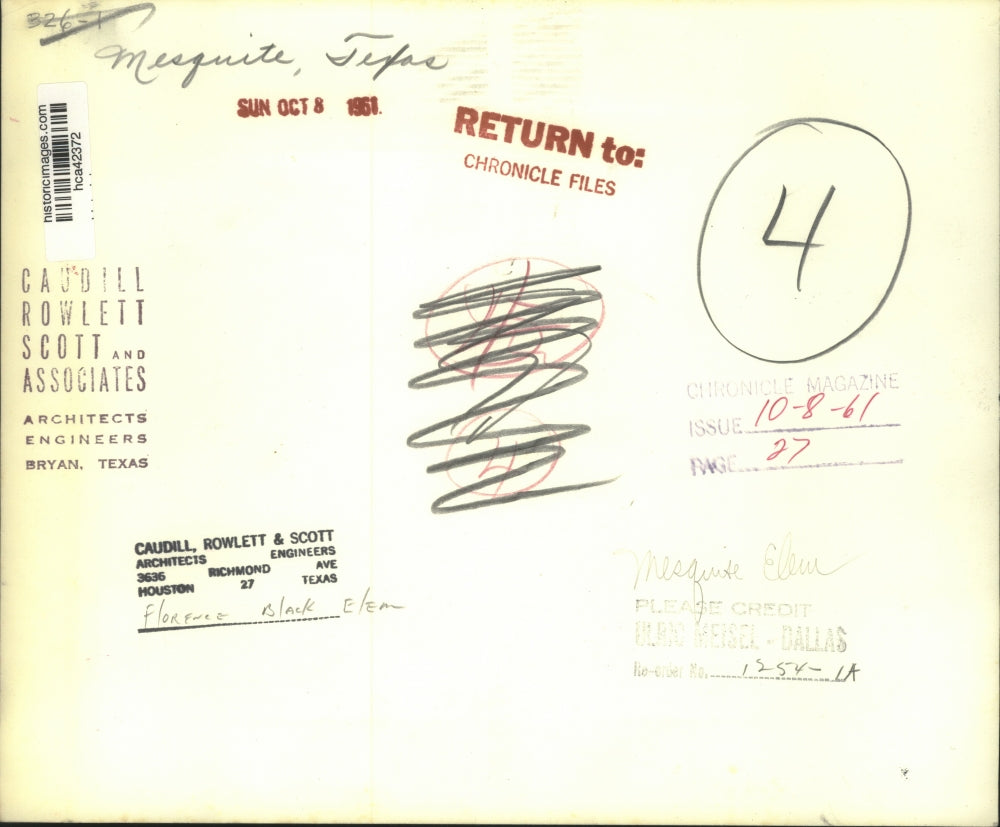 326-1
Mesquite, Texas
SUN OCT 8 1961.
RETURN to:
CHRONICLE FILES
historicimages.com
hca42372
4
CAUDILL
ROWLETT
SCOTT AND
ASSOCIATES
ARCHITECTS
ENGINEERS
BRYAN, TEXAS
CHRONICLE MAGAZINE
ISSUE 10-8-61
PAGE 27
CAUDILL, ROWLETT & SCOTT
ARCHITECTS ENGINEERS
3636 RICHMOND AVE
HOUSTON 27 TEXAS
Florence Black Elem
Mesquite Elem
PLEASE CREDIT
ULRIC MEISEL - DALLAS
Re-order No. 1254-1A